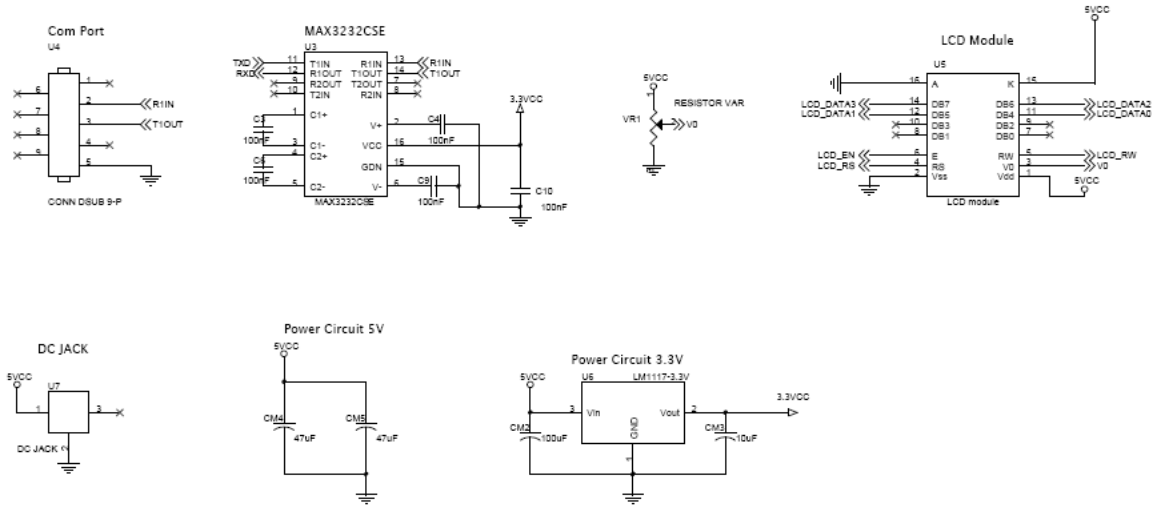 Com Port
U4
1
6
2
R1IN
7
3
T1OUT
8
4
9
5
CONN DSUB 9-P
MAX3232CSE
U3
TXD 11 T1IN R1IN 13 R1IN
RXD 12 R1OUT T1OUT 14 T1OUT
9 R2OUT T2OUT 7
10 T2IN R2IN 8
1 C1+
C3
100nF
3 C1-
4 C2+
100nF
5 C2-
V+ 2 C4
100nF
VCC 16
GDN 15
V- 6 C9
100nF
MAX3232CSE
3.3VCC
C10
100nF
5VCC
1
RESISTOR VAR
VR1
V0
LCD Module
5VCC
U5
16 A K 15
LCD_DATA3 14 DB7 DB6 13 LCD_DATA2
LCD_DATA1 12 DB5 DB4 11 LCD_DATA0
10 DB3 DB2 9
8 DB1 DB0 7
LCD_EN 6 E RW 5 LCD_RW
LCD_RS 4 RS V0 3 V0
2 Vss Vdd 1
5VCC
LCD module
DC JACK
5VCC
U7
1
3
DC JACK 2
Power Circuit 5V
5VCC
CM4
47uF
CM5
47uF
Power Circuit 3.3V
5VCC
U6 LM1117-3.3V
3 Vin Vout 2
3.3VCC
GND
1
CM2
100uF
CM3
10uF